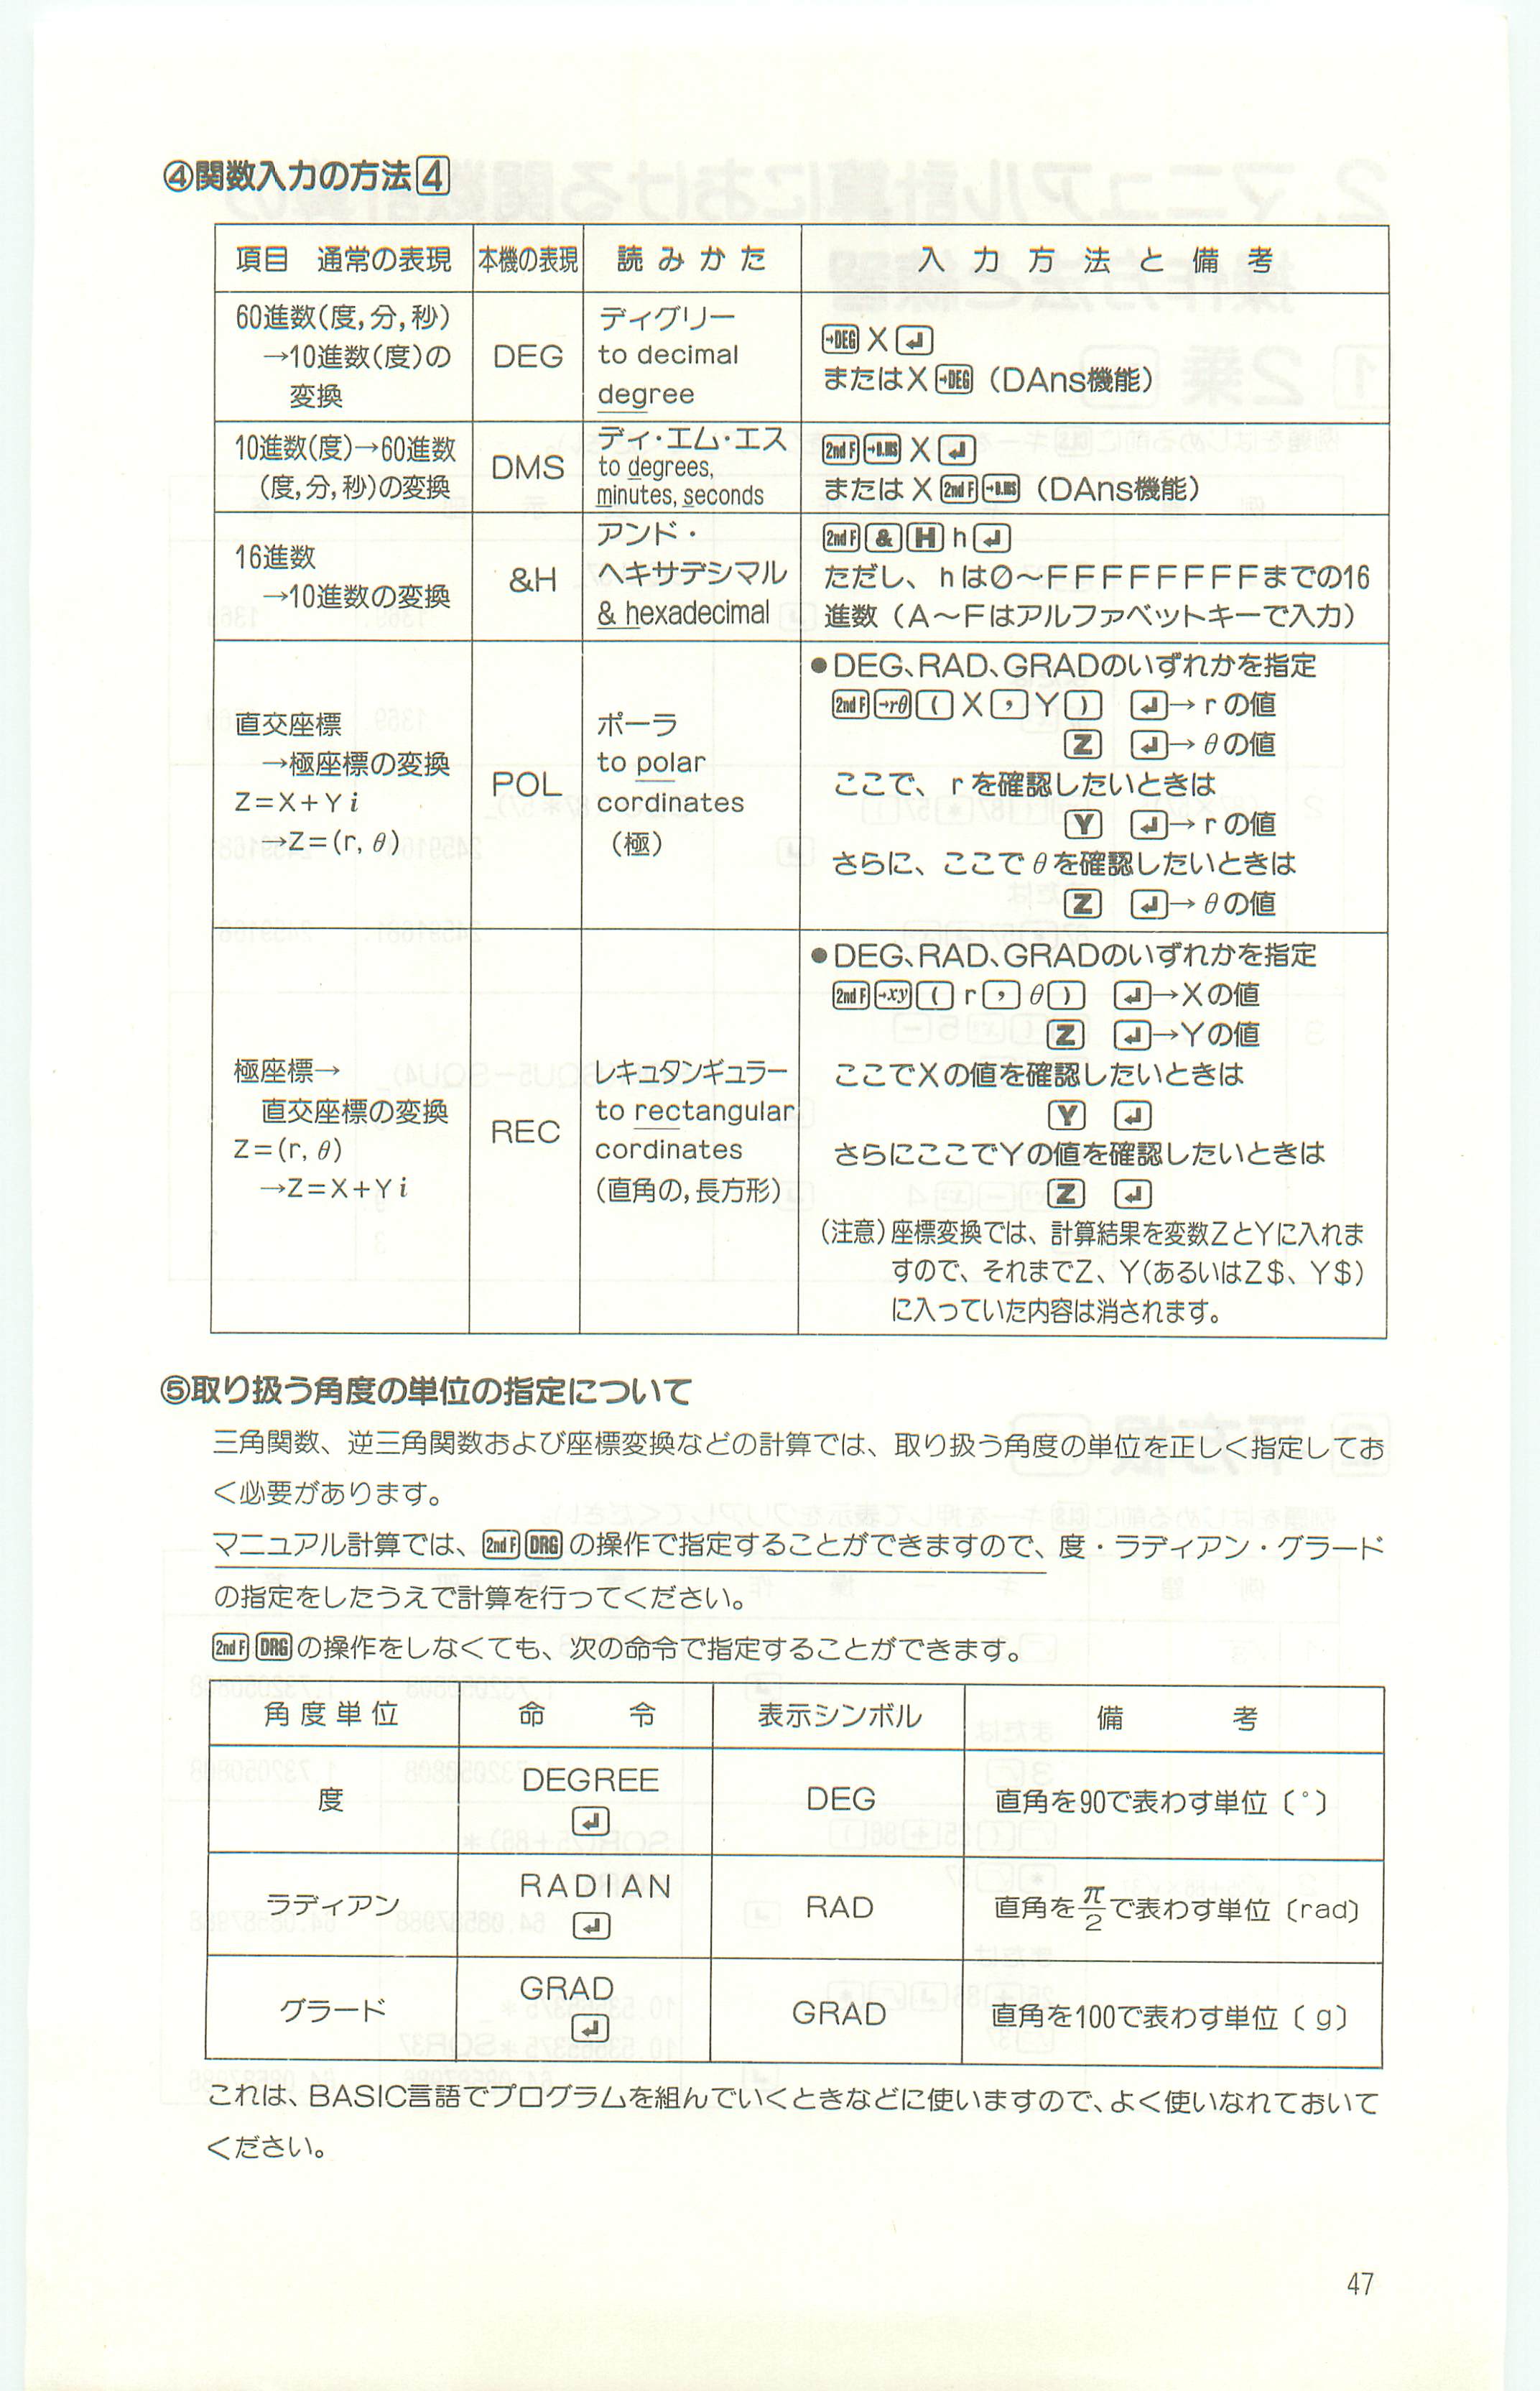 ④関数入力の方法4
項目　通常の表現　本機の表現　読みかた　入力方法と備考
60進数(度,分,秒)
→10進数(度)の
変換
DEG
ディグリー
to decimal
degree
→DEG X ↲
またはX →DEG （DAns機能）
10進数(度)→60進数
(度,分,秒)の変換
DMS
ディ・エム・エス
to degrees,
minutes, seconds
2nd F →D.MS X ↲
またはX 2nd F →D.MS （DAns機能）
16進数
→10進数の変換
&H
アンド・
ヘキサデシマル
& hexadecimal
2nd F & H h ↲
ただし、hは0～FFFFFFFFまでの16
進数（A～Fはアルファベットキーで入力）
直交座標
→極座標の変換
Z=X+Yi
→Z=(r, θ)
POL
ポーラ
to polar
cordinates
（極）
●DEG、RAD、GRADのいずれかを指定
2nd F →rθ ( X , Y ) ↲→rの値
Z ↲→θの値
ここで、rを確認したいときは
Y ↲→rの値
さらに、ここでθを確認したいときは
Z ↲→θの値
極座標→
直交座標の変換
Z=(r, θ)
→Z=X+Yi
REC
レキュタンギュラー
to rectangular
cordinates
（直角の,長方形）
●DEG、RAD、GRADのいずれかを指定
2nd F →xy ( r , θ ) ↲→Xの値
Z ↲→Yの値
ここでXの値を確認したいときは
Y ↲
さらにここでYの値を確認したいときは
Z ↲
（注意）座標変換では、計算結果を変数ZとYに入れま
すので、それまでZ、Y(あるいはZ$、Y$)
に入っていた内容は消されます。
⑤取り扱う角度の単位の指定について
三角関数、逆三角関数および座標変換などの計算では、取り扱う角度の単位を正しく指定してお
く必要があります。
マニュアル計算では、2nd F DRG の操作で指定することができますので、度・ラディアン・グラード
の指定をしたうえで計算を行ってください。
2nd F DRG の操作をしなくても、次の命令で指定することができます。
角度単位　命令　表示シンボル　備考
度
DEGREE
↲
DEG
直角を90で表わす単位〔°〕
ラディアン
RADIAN
↲
RAD
直角をπ/2で表わす単位〔rad〕
グラード
GRAD
↲
GRAD
直角を100で表わす単位〔g〕
これは、BASIC言語でプログラムを組んでいくときなどに使いますので、よく使いなれておいて
ください。
47